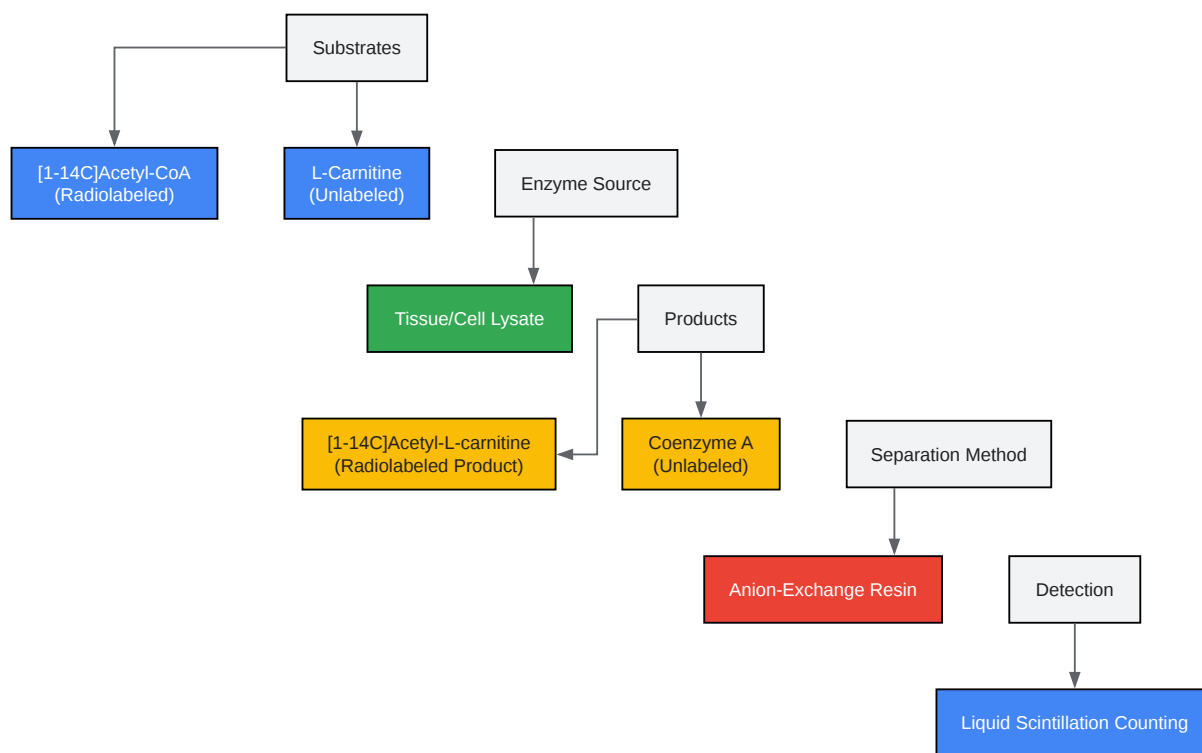 Substrates
[1-14C]Acetyl-CoA
(Radiolabeled)
L-Carnitine
(Unlabeled)
Enzyme Source
Tissue/Cell Lysate
Products
[1-14C]Acetyl-L-carnitine
(Radiolabeled Product)
Coenzyme A
(Unlabeled)
Separation Method
Anion-Exchange Resin
Detection
Liquid Scintillation Counting